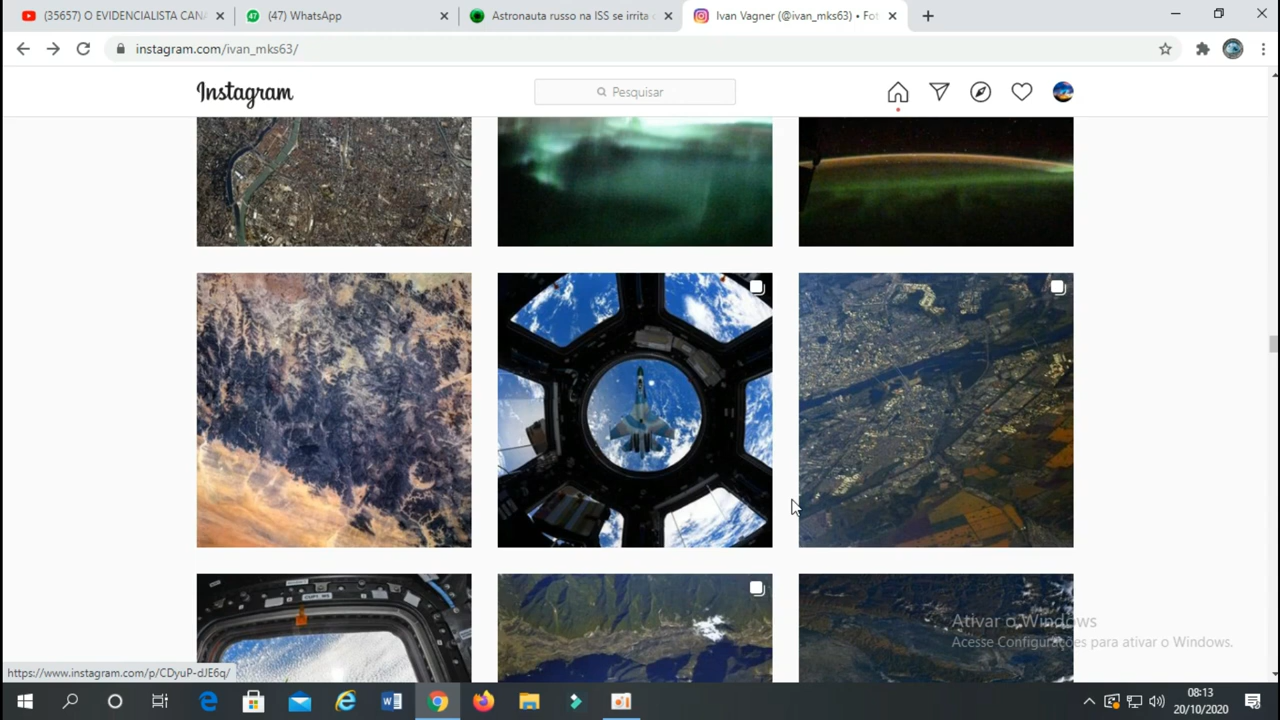 (35657) O EVIDENCIALISTA CANA
(47) WhatsApp
Astronauta russo na ISS se irrita c
Ivan Vagner (@ivan_mks63) • Fot
instagram.com/ivan_mks63/
Instagram
Pesquisar
Ativar o Windows
Acesse Configurações para ativar o Windows.
https://www.instagram.com/p/CDyuP-dJE6q/
08:13
20/10/2020